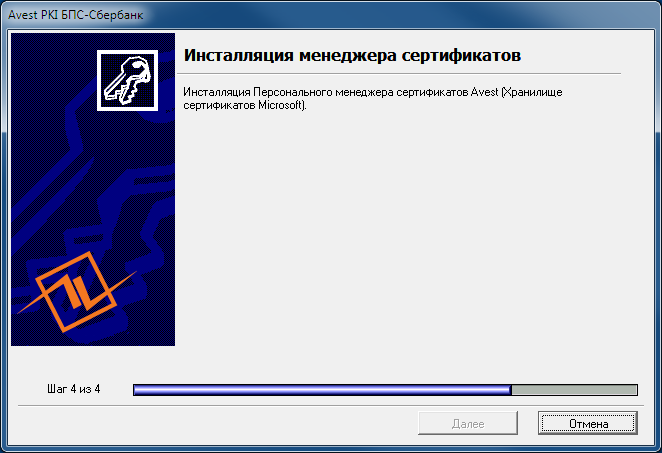 Avest PKI БПС-Сбербанк
Инсталляция менеджера сертификатов
Инсталляция Персонального менеджера сертификатов Avest (Хранилище
сертификатов Microsoft).
Шаг 4 из 4
Далее
Отмена